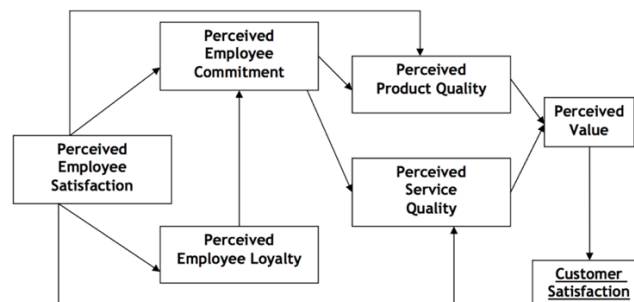 Perceived
Employee
Commitment
Perceived
Product Quality
Perceived
Value
Perceived
Employee
Satisfaction
Perceived
Service
Quality
Perceived
Employee Loyalty
Customer
Satisfaction